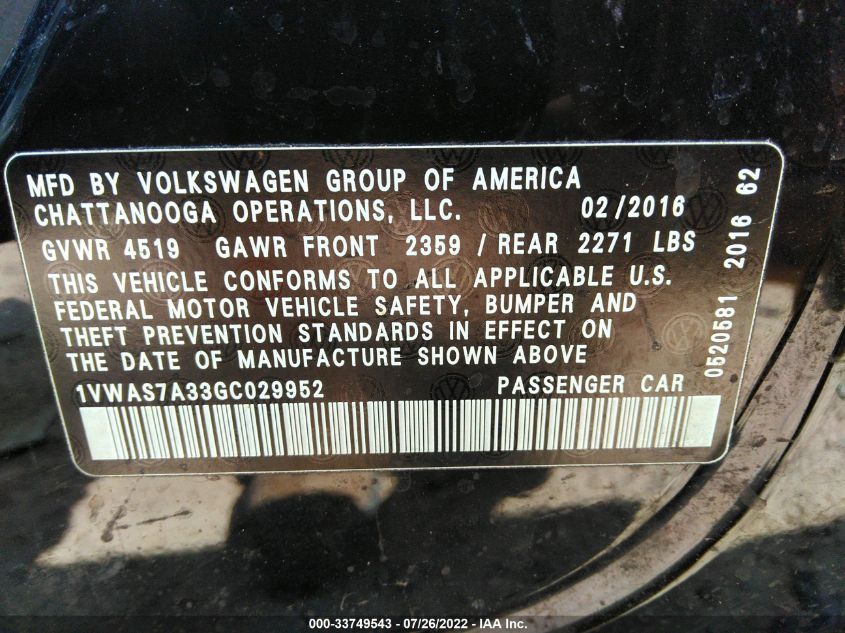 MFD BY VOLKSWAGEN GROUP OF AMERICA
CHATTANOOGA OPERATIONS, LLC. 02/2016
GVWR 4519 GAWR FRONT 2359 / REAR 2271 LBS
THIS VEHICLE CONFORMS TO ALL APPLICABLE U.S.
FEDERAL MOTOR VEHICLE SAFETY, BUMPER AND
THEFT PREVENTION STANDARDS IN EFFECT ON
THE DATE OF MANUFACTURE SHOWN ABOVE
1VWAS7A33GC029952 PASSENGER CAR
0520581 2016 62
000-33749543 - 07/26/2022 - IAA Inc.